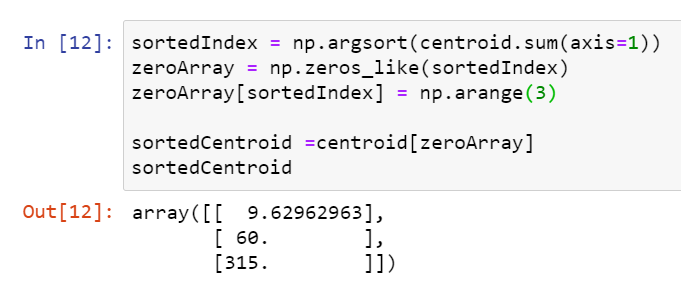 In [12]: sortedIndex = np.argsort(centroid.sum(axis=1))
zeroArray = np.zeros_like(sortedIndex)
zeroArray[sortedIndex] = np.arange(3)
sortedCentroid =centroid[zeroArray]
sortedCentroid
Out[12]: array([[  9.62962963],
[ 60.        ],
[315.        ]])